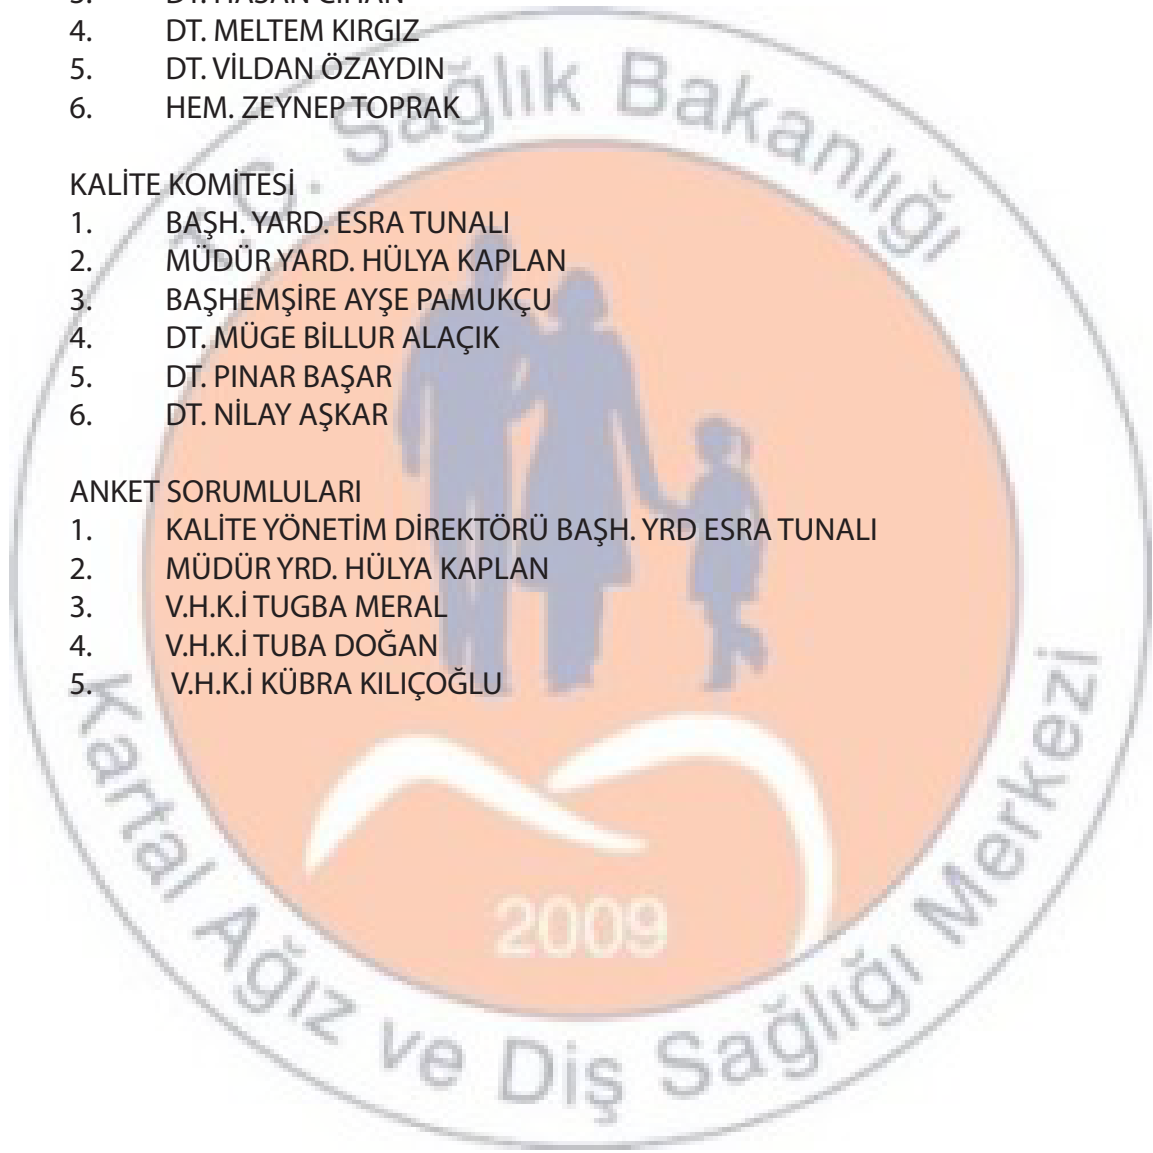 4. DT. MELTEM KIRGIZ
5. DT. VİLDAN ÖZAYDIN
6. HEM. ZEYNEP TOPRAK
KALİTE KOMİTESİ
1. BAŞH. YARD. ESRA TUNALI
2. MÜDÜR YARD. HÜLYA KAPLAN
3. BAŞHEMŞİRE AYŞE PAMUKÇU
4. DT. MÜGE BİLLUR ALAÇIK
5. DT. PINAR BAŞAR
6. DT. NİLAY AŞKAR
ANKET SORUMLULARI
1. KALİTE YÖNETİM DİREKTÖRÜ BAŞH. YRD ESRA TUNALI
2. MÜDÜR YRD. HÜLYA KAPLAN
3. V.H.K.İ TUGBA MERAL
4. V.H.K.İ TUBA DOĞAN
5. V.H.K.İ KÜBRA KILIÇOĞLU
T.C. Sağlık Bakanlığı
Kartal Ağız ve Diş Sağlığı Merkezi
2009